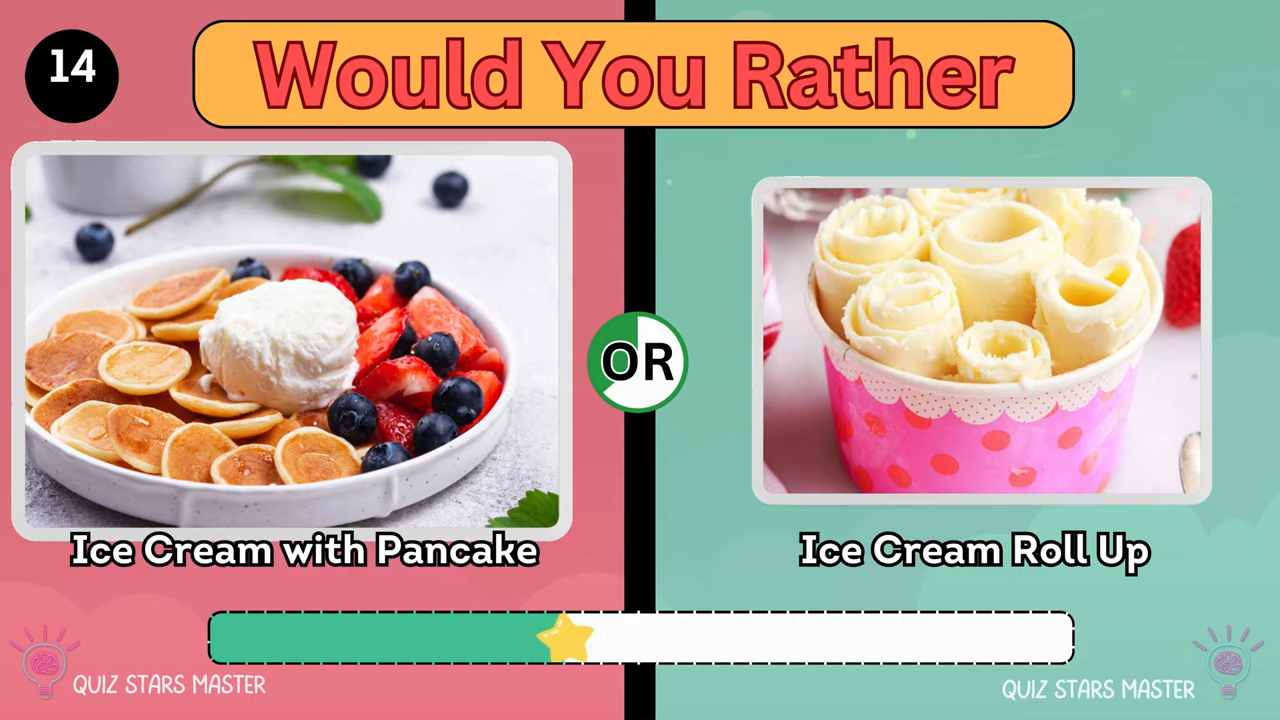 14
Would You Rather
OR
Ice Cream with Pancake
Ice Cream Roll Up
QUIZ STARS MASTER
QUIZ STARS MASTER